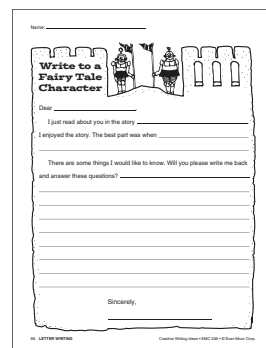 Name:
Write to a
Fairy Tale
Character
Dear ,
I just read about you in the story
I enjoyed the story. The best part was when
There are some things I would like to know. Will you please write me back
and answer these questions?
Sincerely,
60 LETTER WRITING Creative Writing Ideas • EMC 206 • © Evan-Moor Corp.